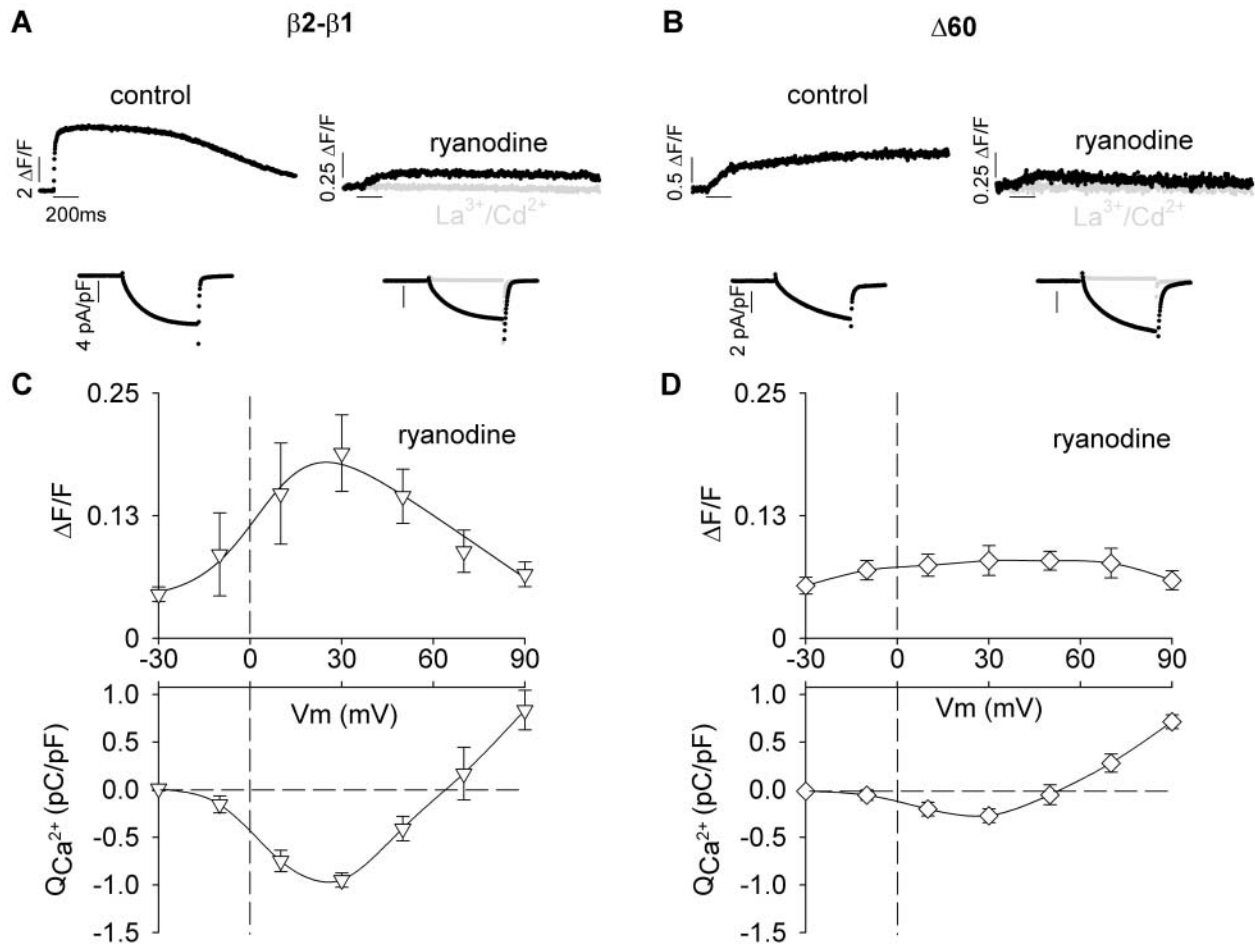 A
β2-β1
B
Δ60
control
2 ΔF/F
200ms
ryanodine
0.25 ΔF/F
La³⁺/Cd²⁺
control
0.5 ΔF/F
ryanodine
0.25 ΔF/F
La³⁺/Cd²⁺
4 pA/pF
2 pA/pF
C
0.25
0.13
0
ΔF/F
ryanodine
-30 0 30 60 90
Vm (mV)
1.0
0.5
0.0
-0.5
-1.0
-1.5
QCa²⁺ (pC/pF)
D
0.25
0.13
0
ΔF/F
ryanodine
-30 0 30 60 90
Vm (mV)
1.0
0.5
0.0
-0.5
-1.0
-1.5
QCa²⁺ (pC/pF)